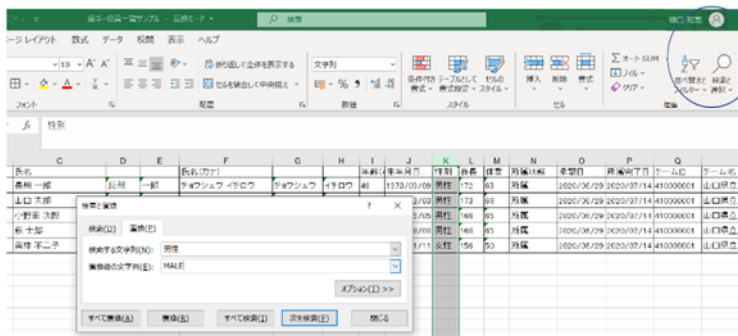 選手・役員一覧サンプル - 互換モード
検索
ページ レイアウト 数式 データ 校閲 表示 ヘルプ
10
折り返して全体を表示する
文字列
条件付き書式
テーブルとして書式設定
セルのスタイル
挿入
削除
書式
オート SUM
フィル
クリア
並べ替えとフィルター
検索と選択
セルを結合して中央揃え
フォント
配置
数値
スタイル
セル
編集
fx 性別
C D E F G H I J K L M N O P Q
氏名 氏名(カナ) 生年月日 性別 身長 体重 所属状態 所属完了日 チームID チーム名
長州 一郎 長州 一郎 チョウシュウ イチロウ チョウシュウ イチロウ 46 男性 172 63 所属 2020/06/29 2020/07/14 410000001 山口県立
山口 太郎 男性 173 68 所属 2020/06/29 2020/07/14 410000001 山口県立
小野田 次郎 男性 168 65 所属 2020/06/29 2020/07/14 410000001 山口県立
萩 十郎 男性 166 65 所属 2020/06/29 2020/07/14 410000001 山口県立
美祢 不二子 女性 156 50 所属 2020/06/29 2020/07/14 410000001 山口県立
検索と置換 ? ×
検索(D) 置換(P)
検索する文字列(N): 男性
置換後の文字列(E): MALE
オプション(T) >>
すべて置換(A) 置換(R) すべて検索(I) 次を検索(F) 閉じる